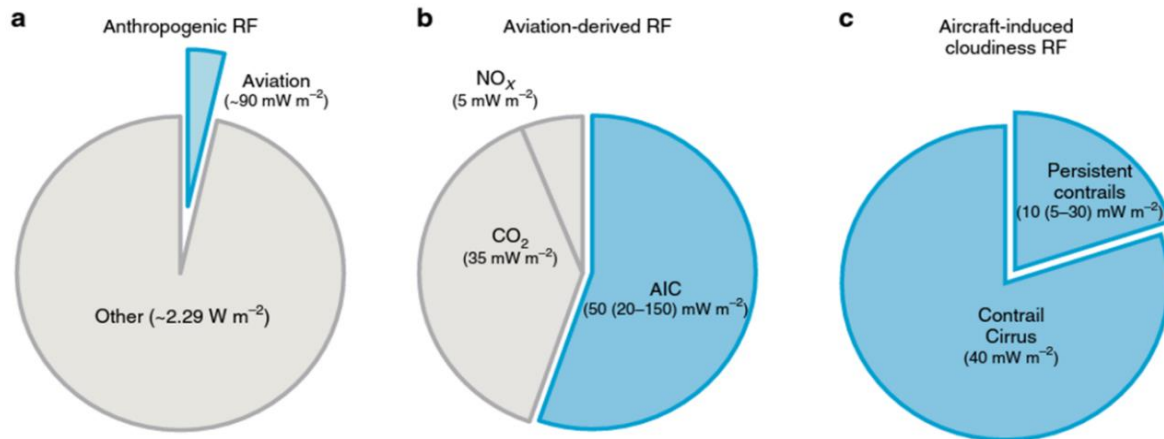 a
Anthropogenic RF
Aviation
(~90 mW m⁻²)
Other (~2.29 W m⁻²)
b
Aviation-derived RF
NOₓ
(5 mW m⁻²)
CO₂
(35 mW m⁻²)
AIC
(50 (20–150) mW m⁻²)
c
Aircraft-induced
cloudiness RF
Persistent
contrails
(10 (5–30) mW m⁻²)
Contrail
Cirrus
(40 mW m⁻²)